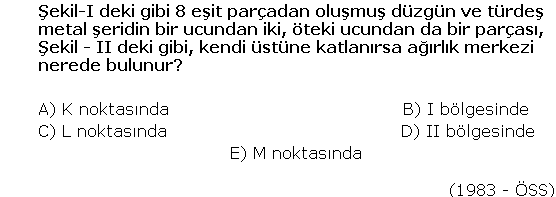 Şekil-I deki gibi 8 eşit parçadan oluşmuş düzgün ve türdeş
metal şeridin bir ucundan iki, öteki ucundan da bir parçası,
Şekil - II deki gibi, kendi üstüne katlanırsa ağırlık merkezi
nerede bulunur?
A) K noktasında B) I bölgesinde
C) L noktasında D) II bölgesinde
E) M noktasında
(1983 - ÖSS)